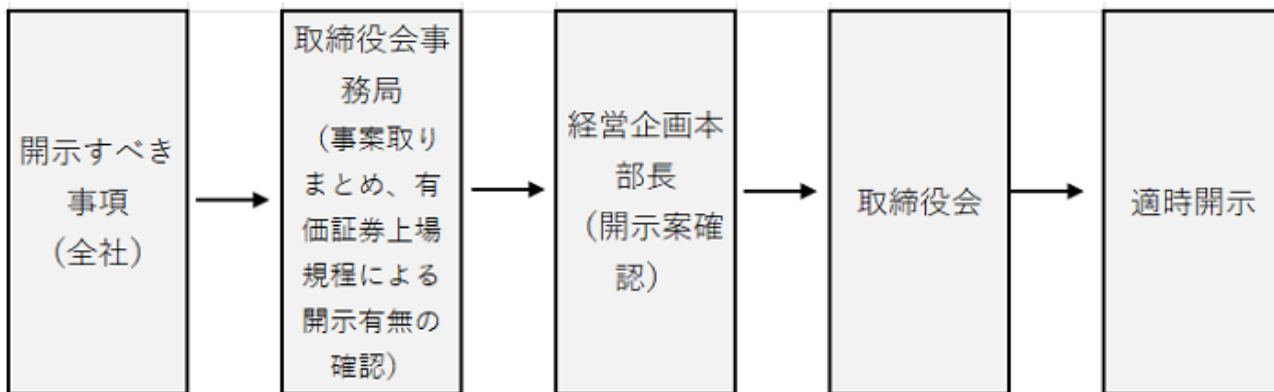 開示すべき
事項
（全社）
取締役会事
務局
（事案取り
まとめ、有
価証券上場
規程による
開示有無の
確認）
経営企画本
部長
（開示案確
認）
取締役会
適時開示